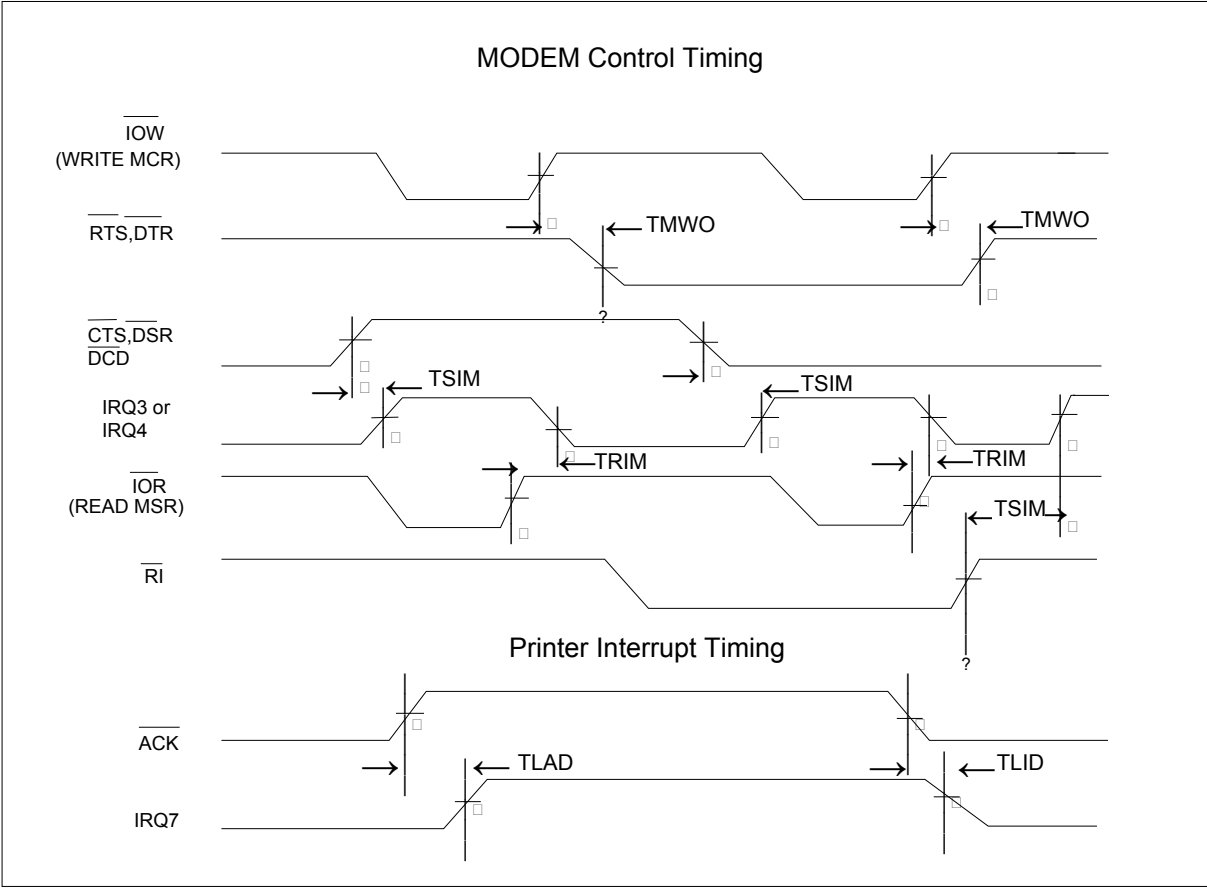 MODEM Control Timing
IOW
(WRITE MCR)
RTS,DTR
TMWO
TMWO
?
CTS,DSR
DCD
TSIM
TSIM
IRQ3 or
IRQ4
TRIM
TRIM
IOR
(READ MSR)
TSIM
RI
?
Printer Interrupt Timing
ACK
TLAD
TLID
IRQ7